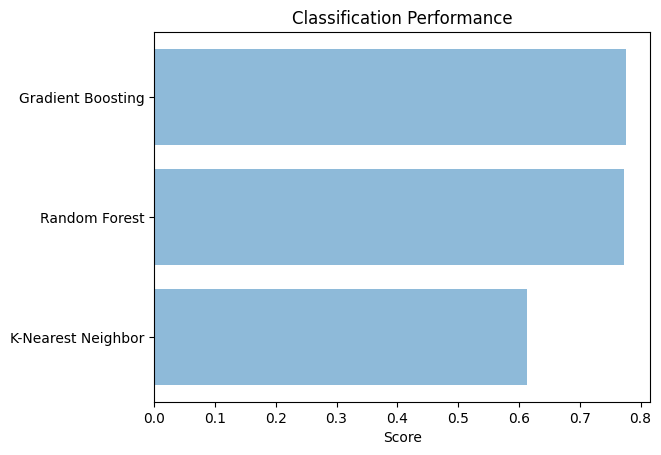 Classification Performance
Gradient Boosting
Random Forest
K-Nearest Neighbor
0.0 0.1 0.2 0.3 0.4 0.5 0.6 0.7 0.8
Score